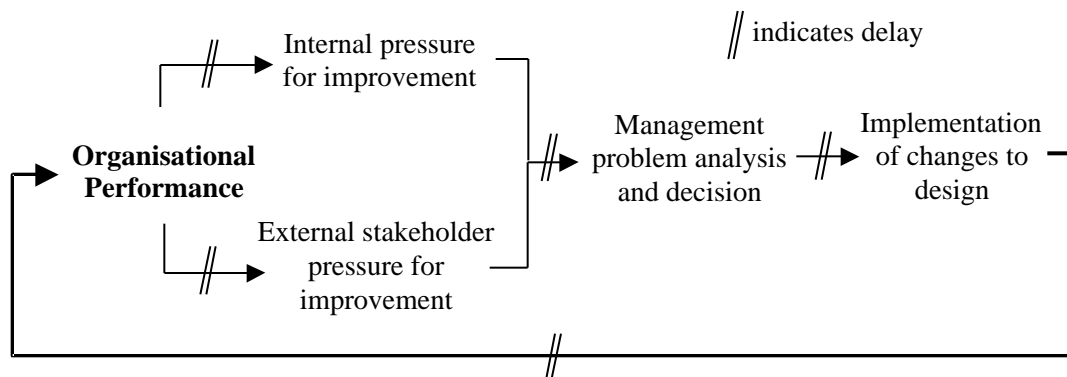 Internal pressure
for improvement
indicates delay
Organisational
Performance
Management
problem analysis
and decision
Implementation
of changes to
design
External stakeholder
pressure for
improvement